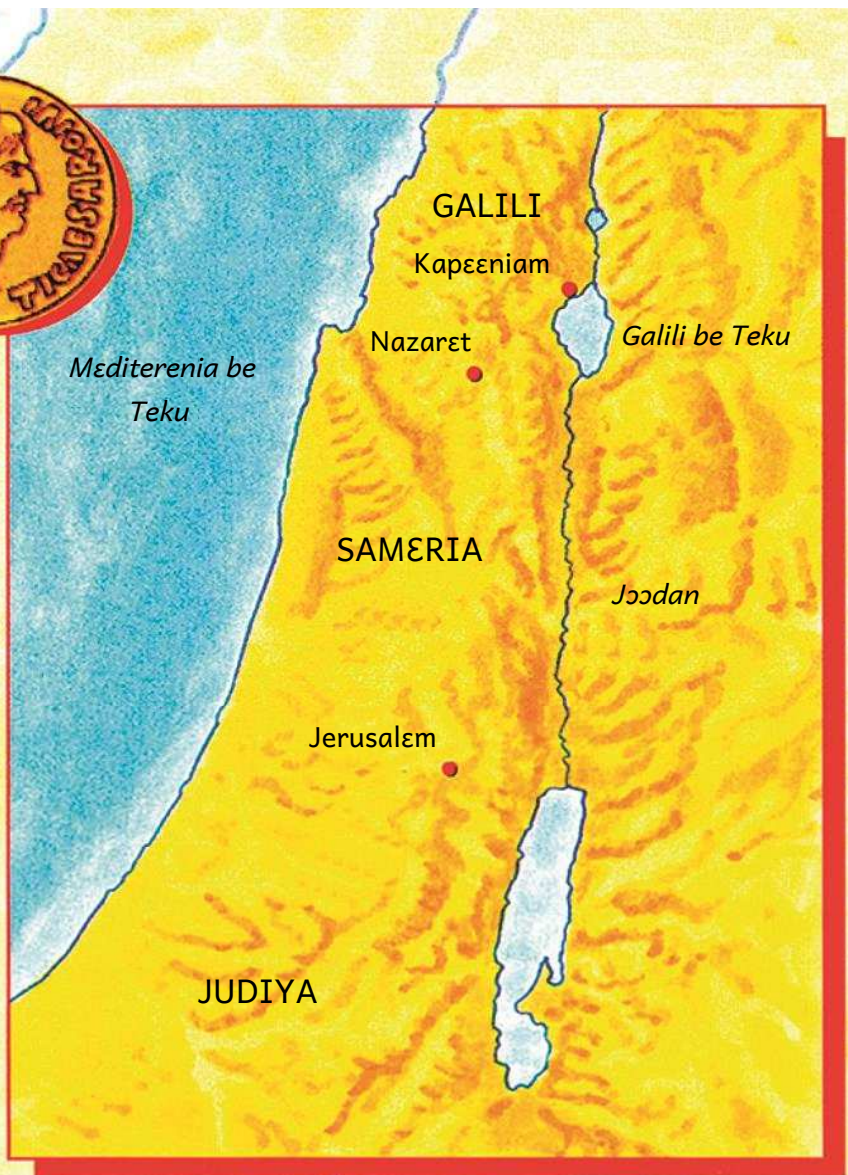 GALILI
Kapɛɛniam
Nazarɛt
Galili be Teku
Mɛditerenia be
Teku
SAMƐRIA
Jɔɔdan
Jerusalɛm
JUDIYA